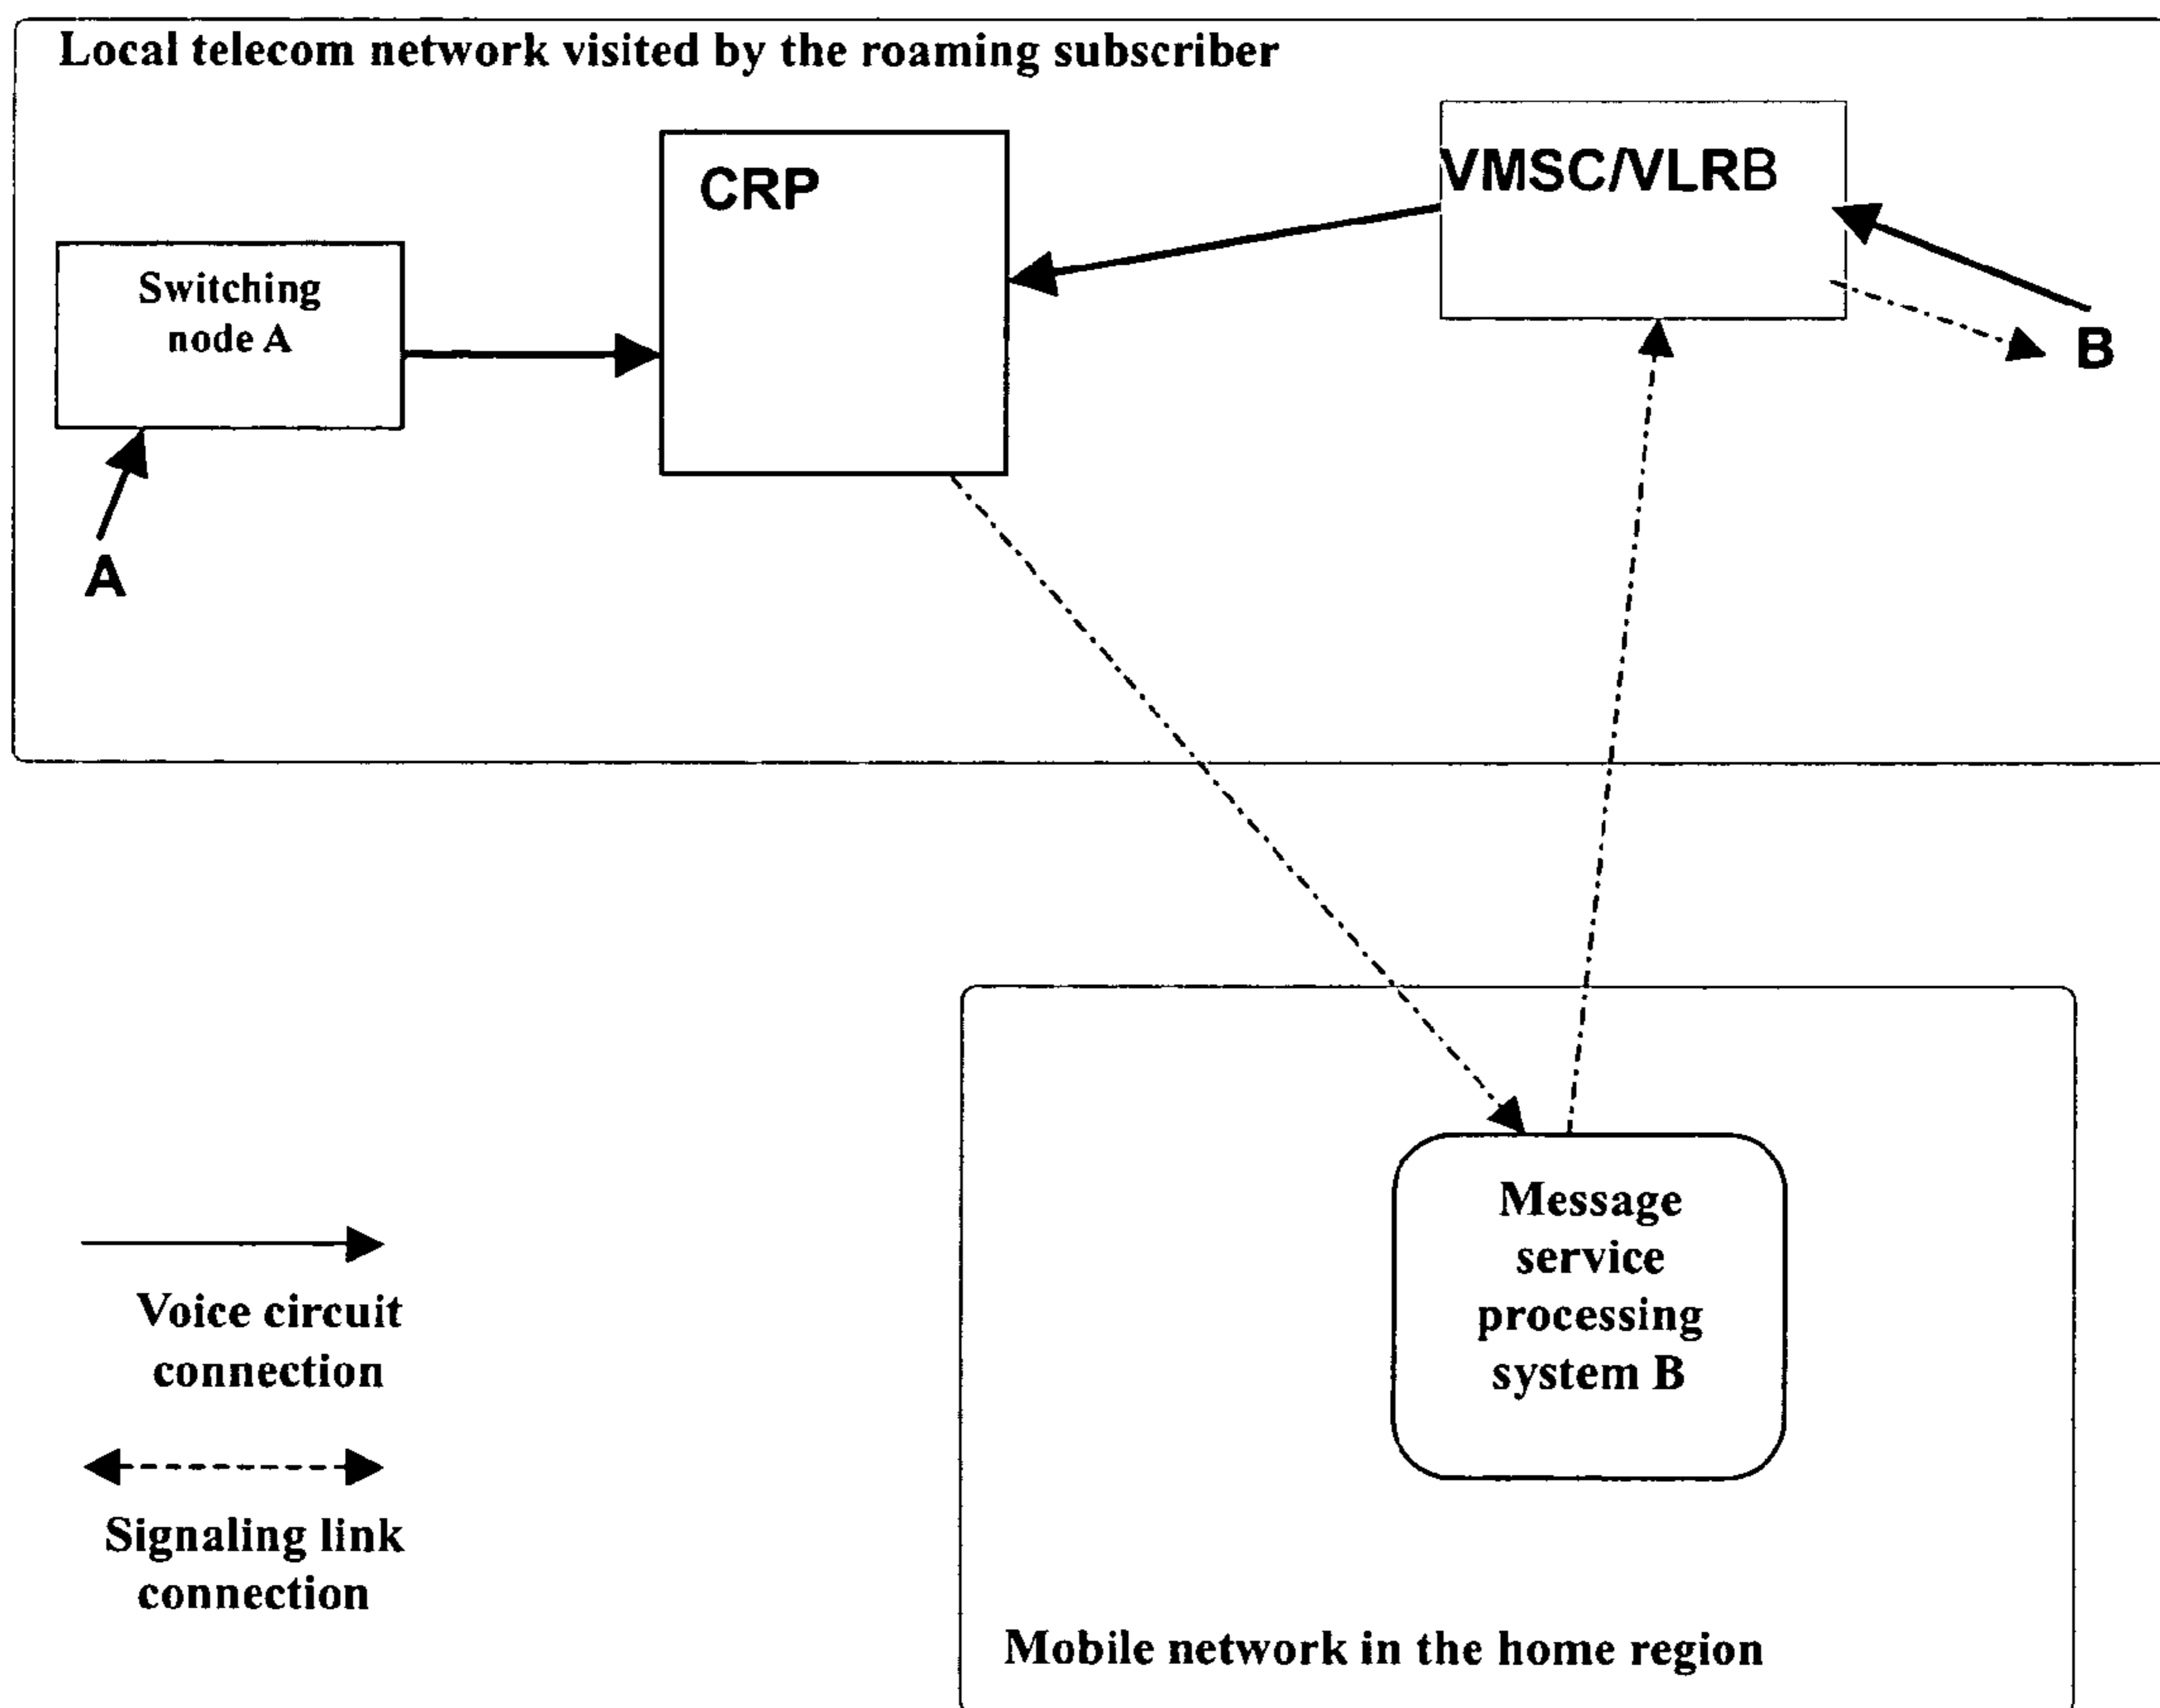 Local telecom network visited by the roaming subscriber
CRP
VMSC/VLRB
Switching
node A
B
A
Message
service
processing
system B
Voice circuit
connection
Signaling link
connection
Mobile network in the home region